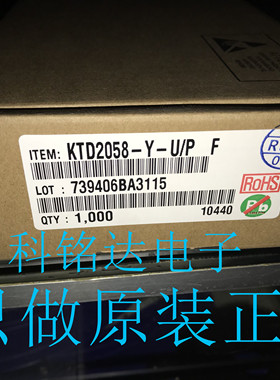 ITEM: KTD2058-Y-U/P F
LOT : 739406BA3115
RoHS
Pb
QTY : 1,000
10440
科铭达电子
只做原装正